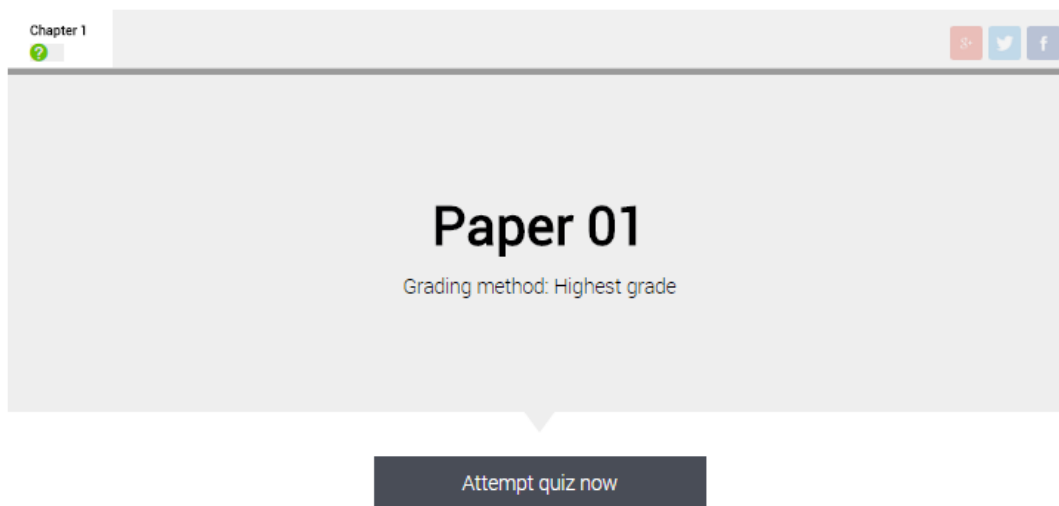 Chapter 1
Paper 01
Grading method: Highest grade
Attempt quiz now